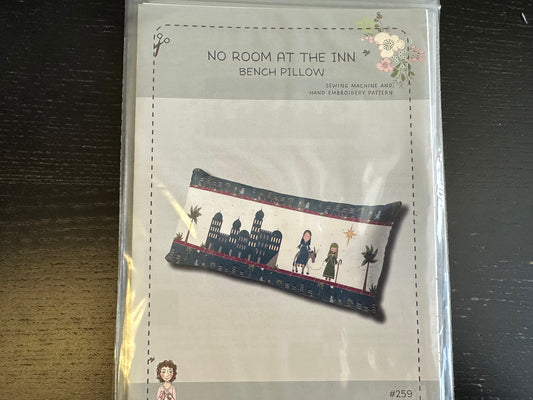 NO ROOM AT THE INN
BENCH PILLOW
SEWING MACHINE AND
HAND EMBROIDERY PATTERN
#259